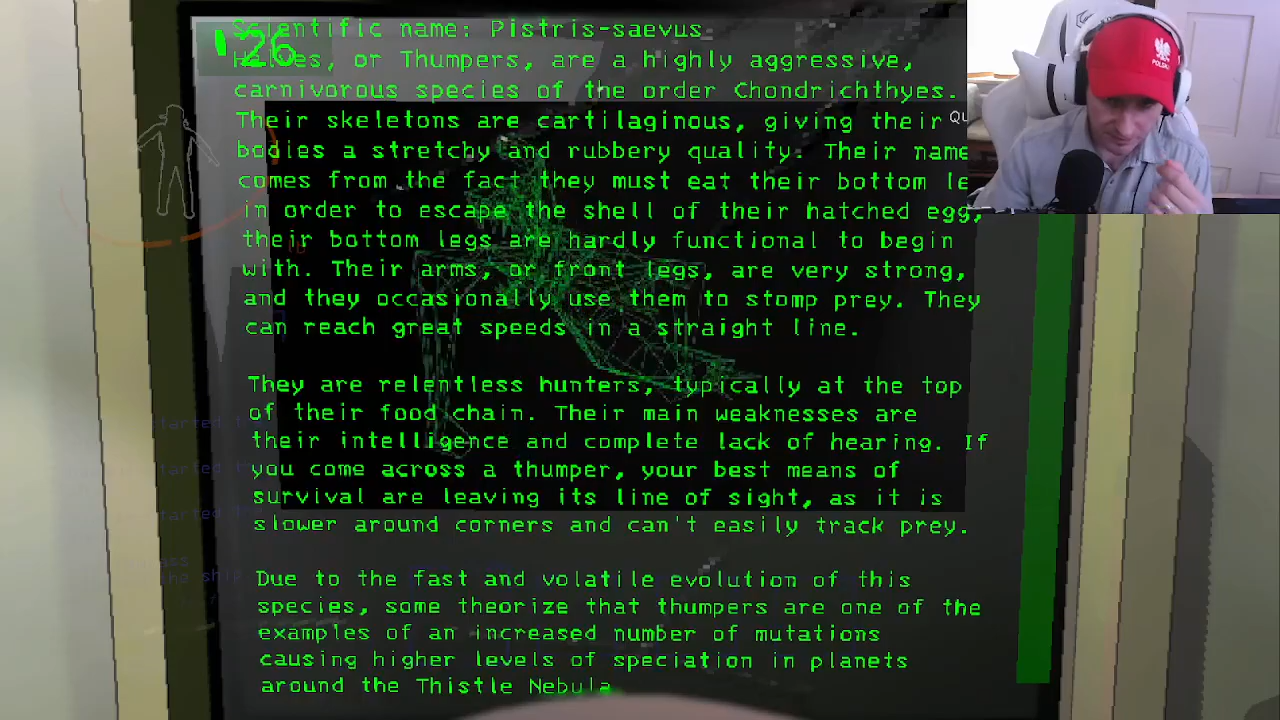 Scientific name: Pistris-saevus
26
Halves, or Thumpers, are a highly aggressive,
carnivorous species of the order Chondrichthyes.
Their skeletons are cartilaginous, giving their
bodies a stretchy and rubbery quality. Their name
comes from the fact they must eat their bottom le
in order to escape the shell of their hatched egg,
their bottom legs are hardly functional to begin
with. Their arms, or front legs, are very strong,
and they occasionally use them to stomp prey. They
can reach great speeds in a straight line.
They are relentless hunters, typically at the top
of their food chain. Their main weaknesses are
their intelligence and complete lack of hearing. If
you come across a thumper, your best means of
survival are leaving its line of sight, as it is
slower around corners and can't easily track prey.
Due to the fast and volatile evolution of this
species, some theorize that thumpers are one of the
examples of an increased number of mutations
causing higher levels of speciation in planets
around the Thistle Nebula
POLSKA